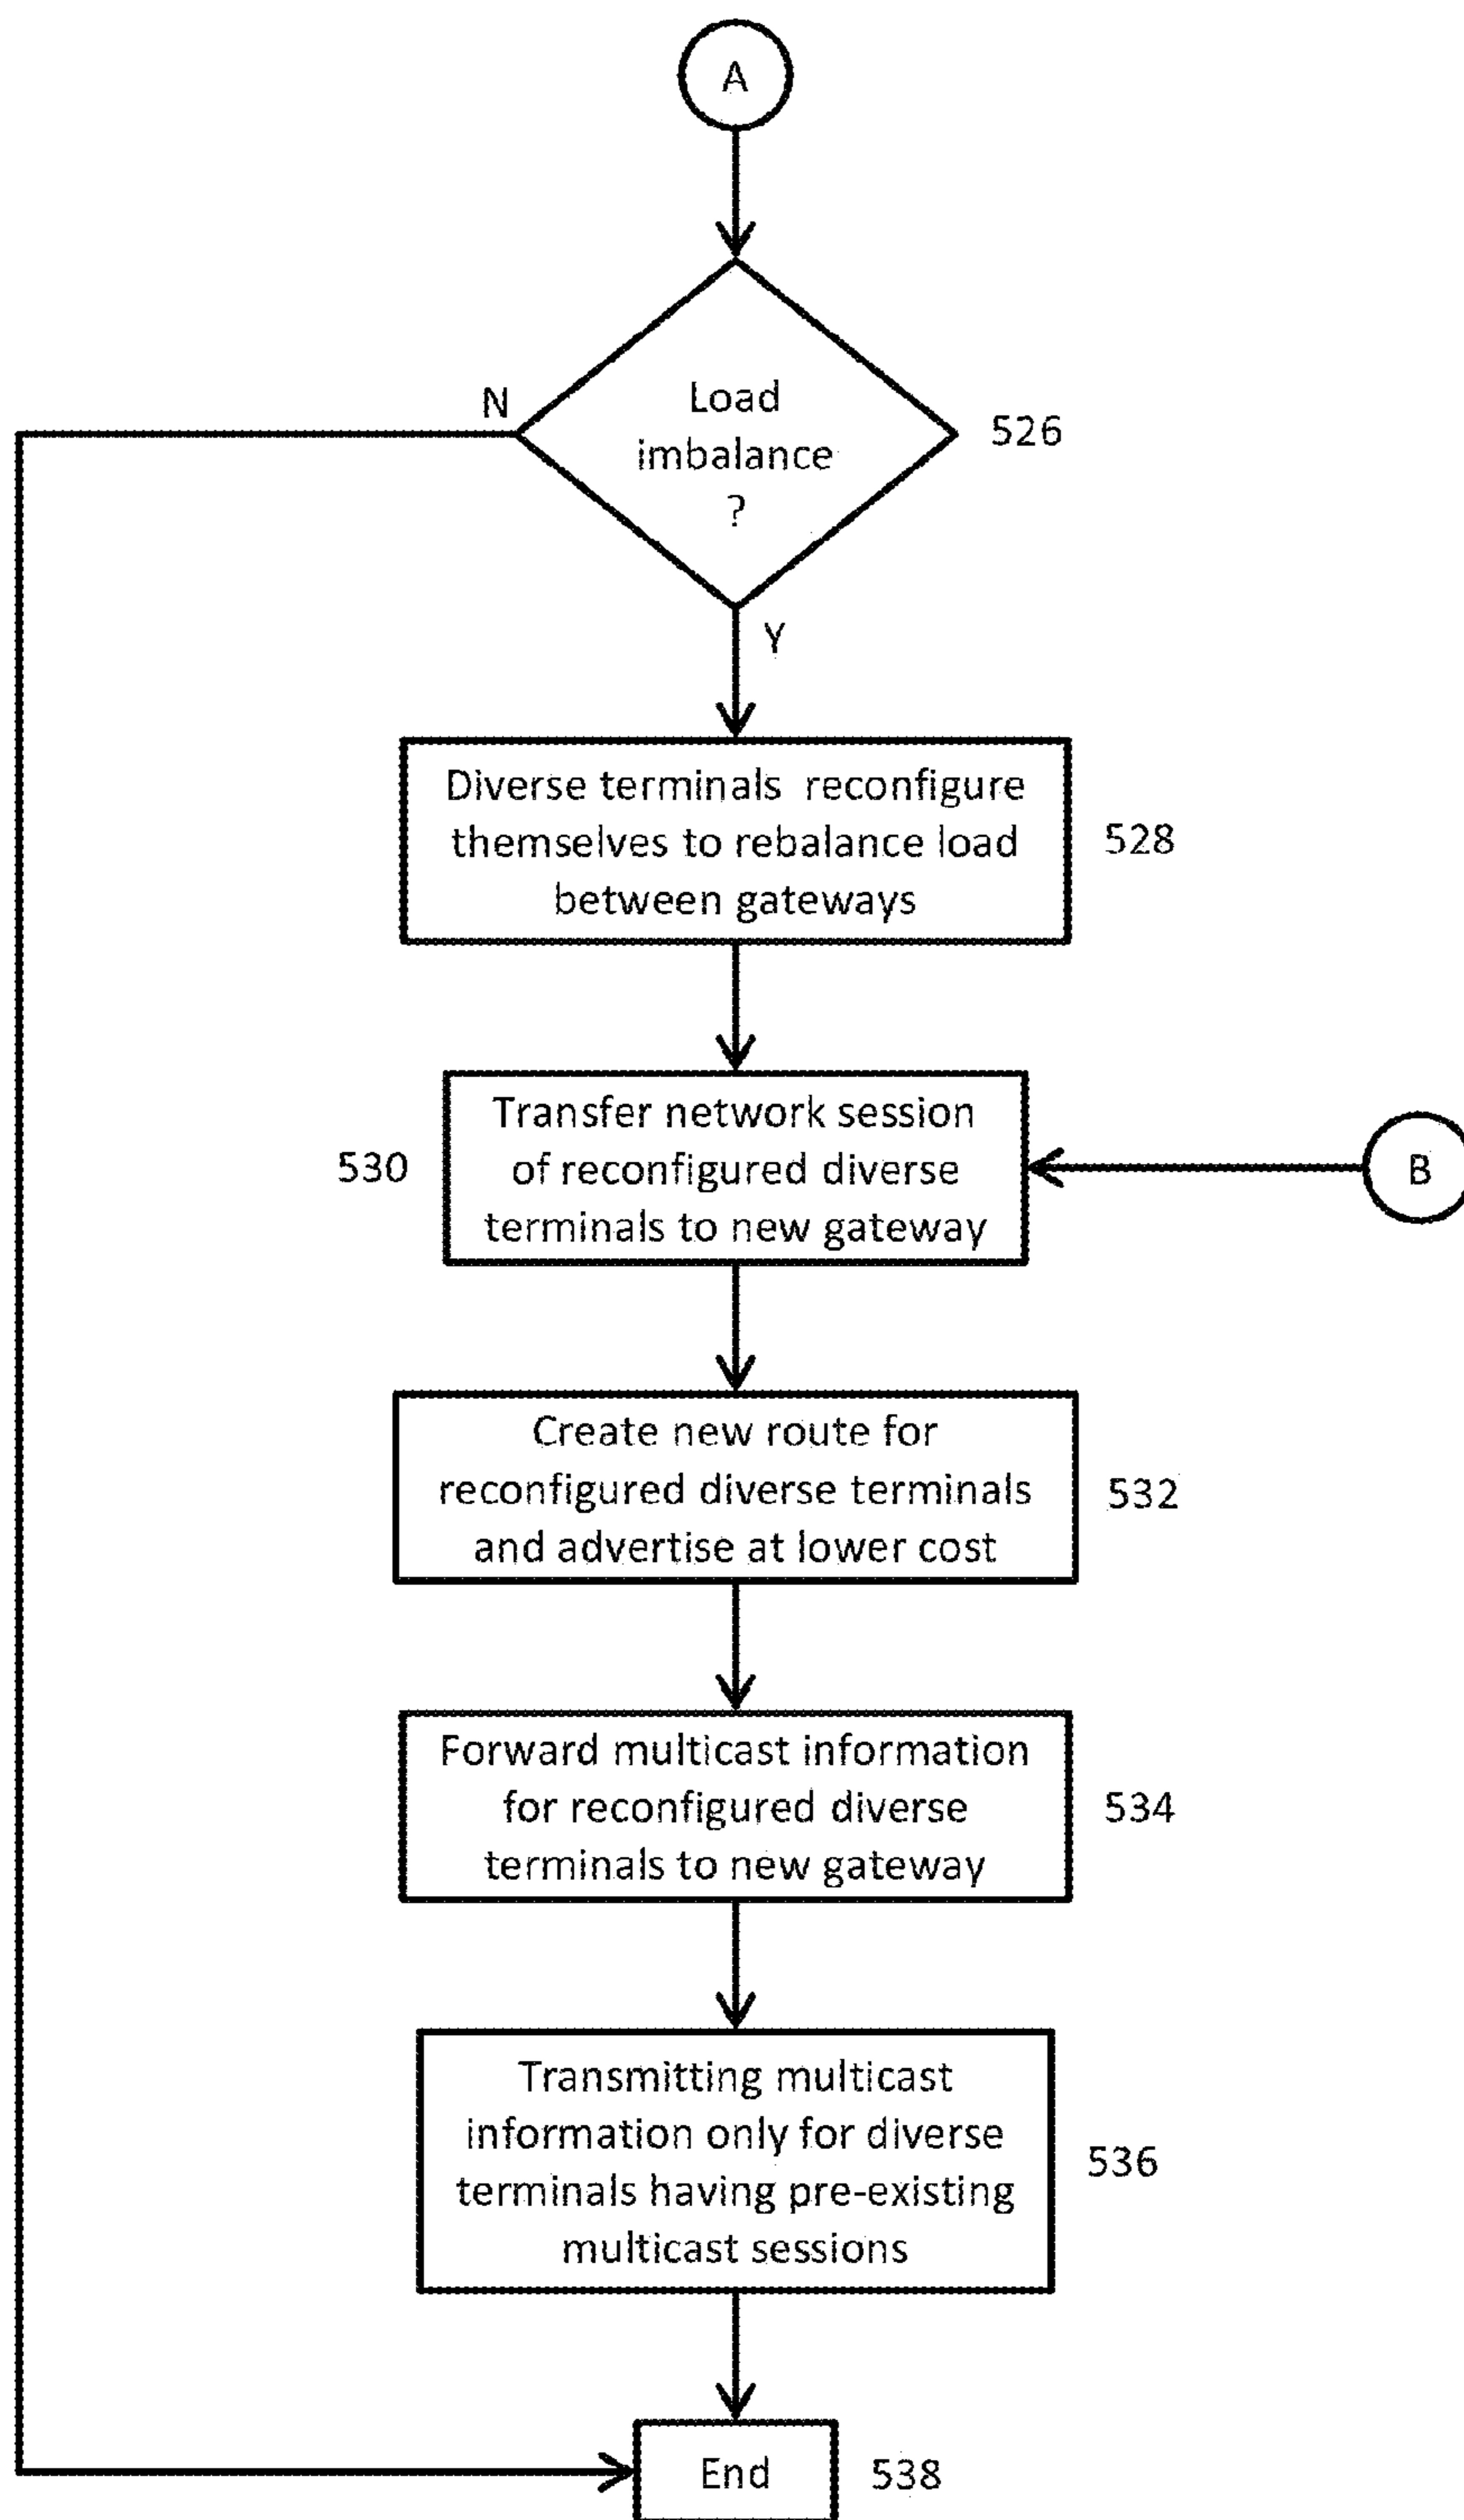 A
N
Load
imbalance
?
526
Y
Diverse terminals reconfigure
themselves to rebalance load
between gateways
528
530
Transfer network session
of reconfigured diverse
terminals to new gateway
B
Create new route for
reconfigured diverse terminals
and advertise at lower cost
532
Forward multicast information
for reconfigured diverse
terminals to new gateway
534
Transmitting multicast
information only for diverse
terminals having pre-existing
multicast sessions
536
End
538